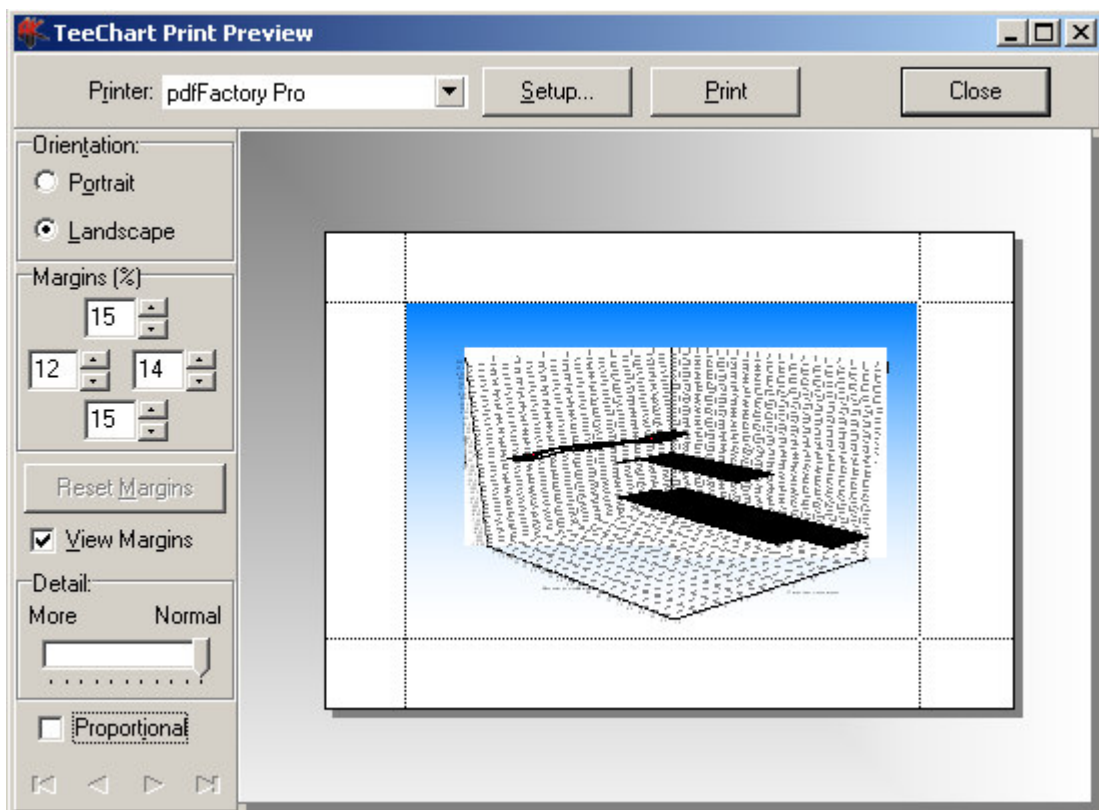 TeeChart Print Preview
Printer: pdfFactory Pro Setup... Print Close
Orientation:
Portrait
Landscape
Margins (%)
15
12 14
15
Reset Margins
View Margins
Detail:
More Normal
Proportional